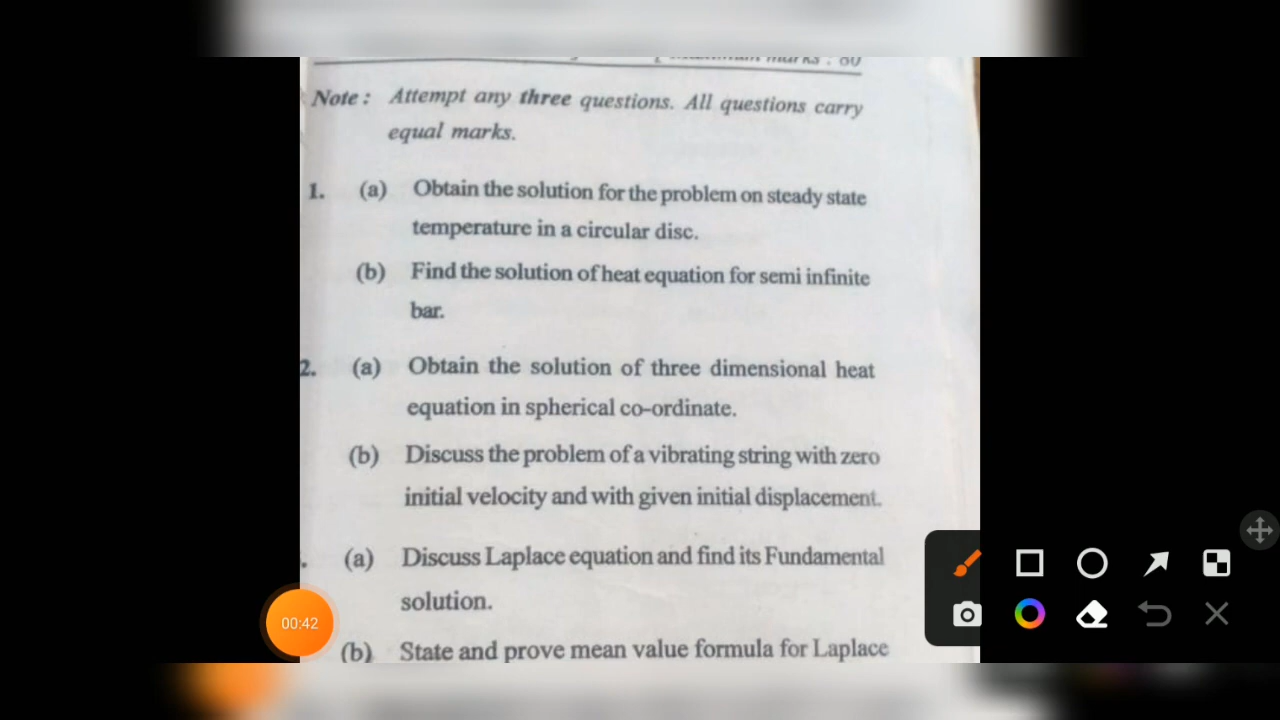 Note : Attempt any three questions. All questions carry
equal marks.
1. (a) Obtain the solution for the problem on steady state
temperature in a circular disc.
(b) Find the solution of heat equation for semi infinite
bar.
2. (a) Obtain the solution of three dimensional heat
equation in spherical co-ordinate.
(b) Discuss the problem of a vibrating string with zero
initial velocity and with given initial displacement.
(a) Discuss Laplace equation and find its Fundamental
solution.
00:42
(b) State and prove mean value formula for Laplace